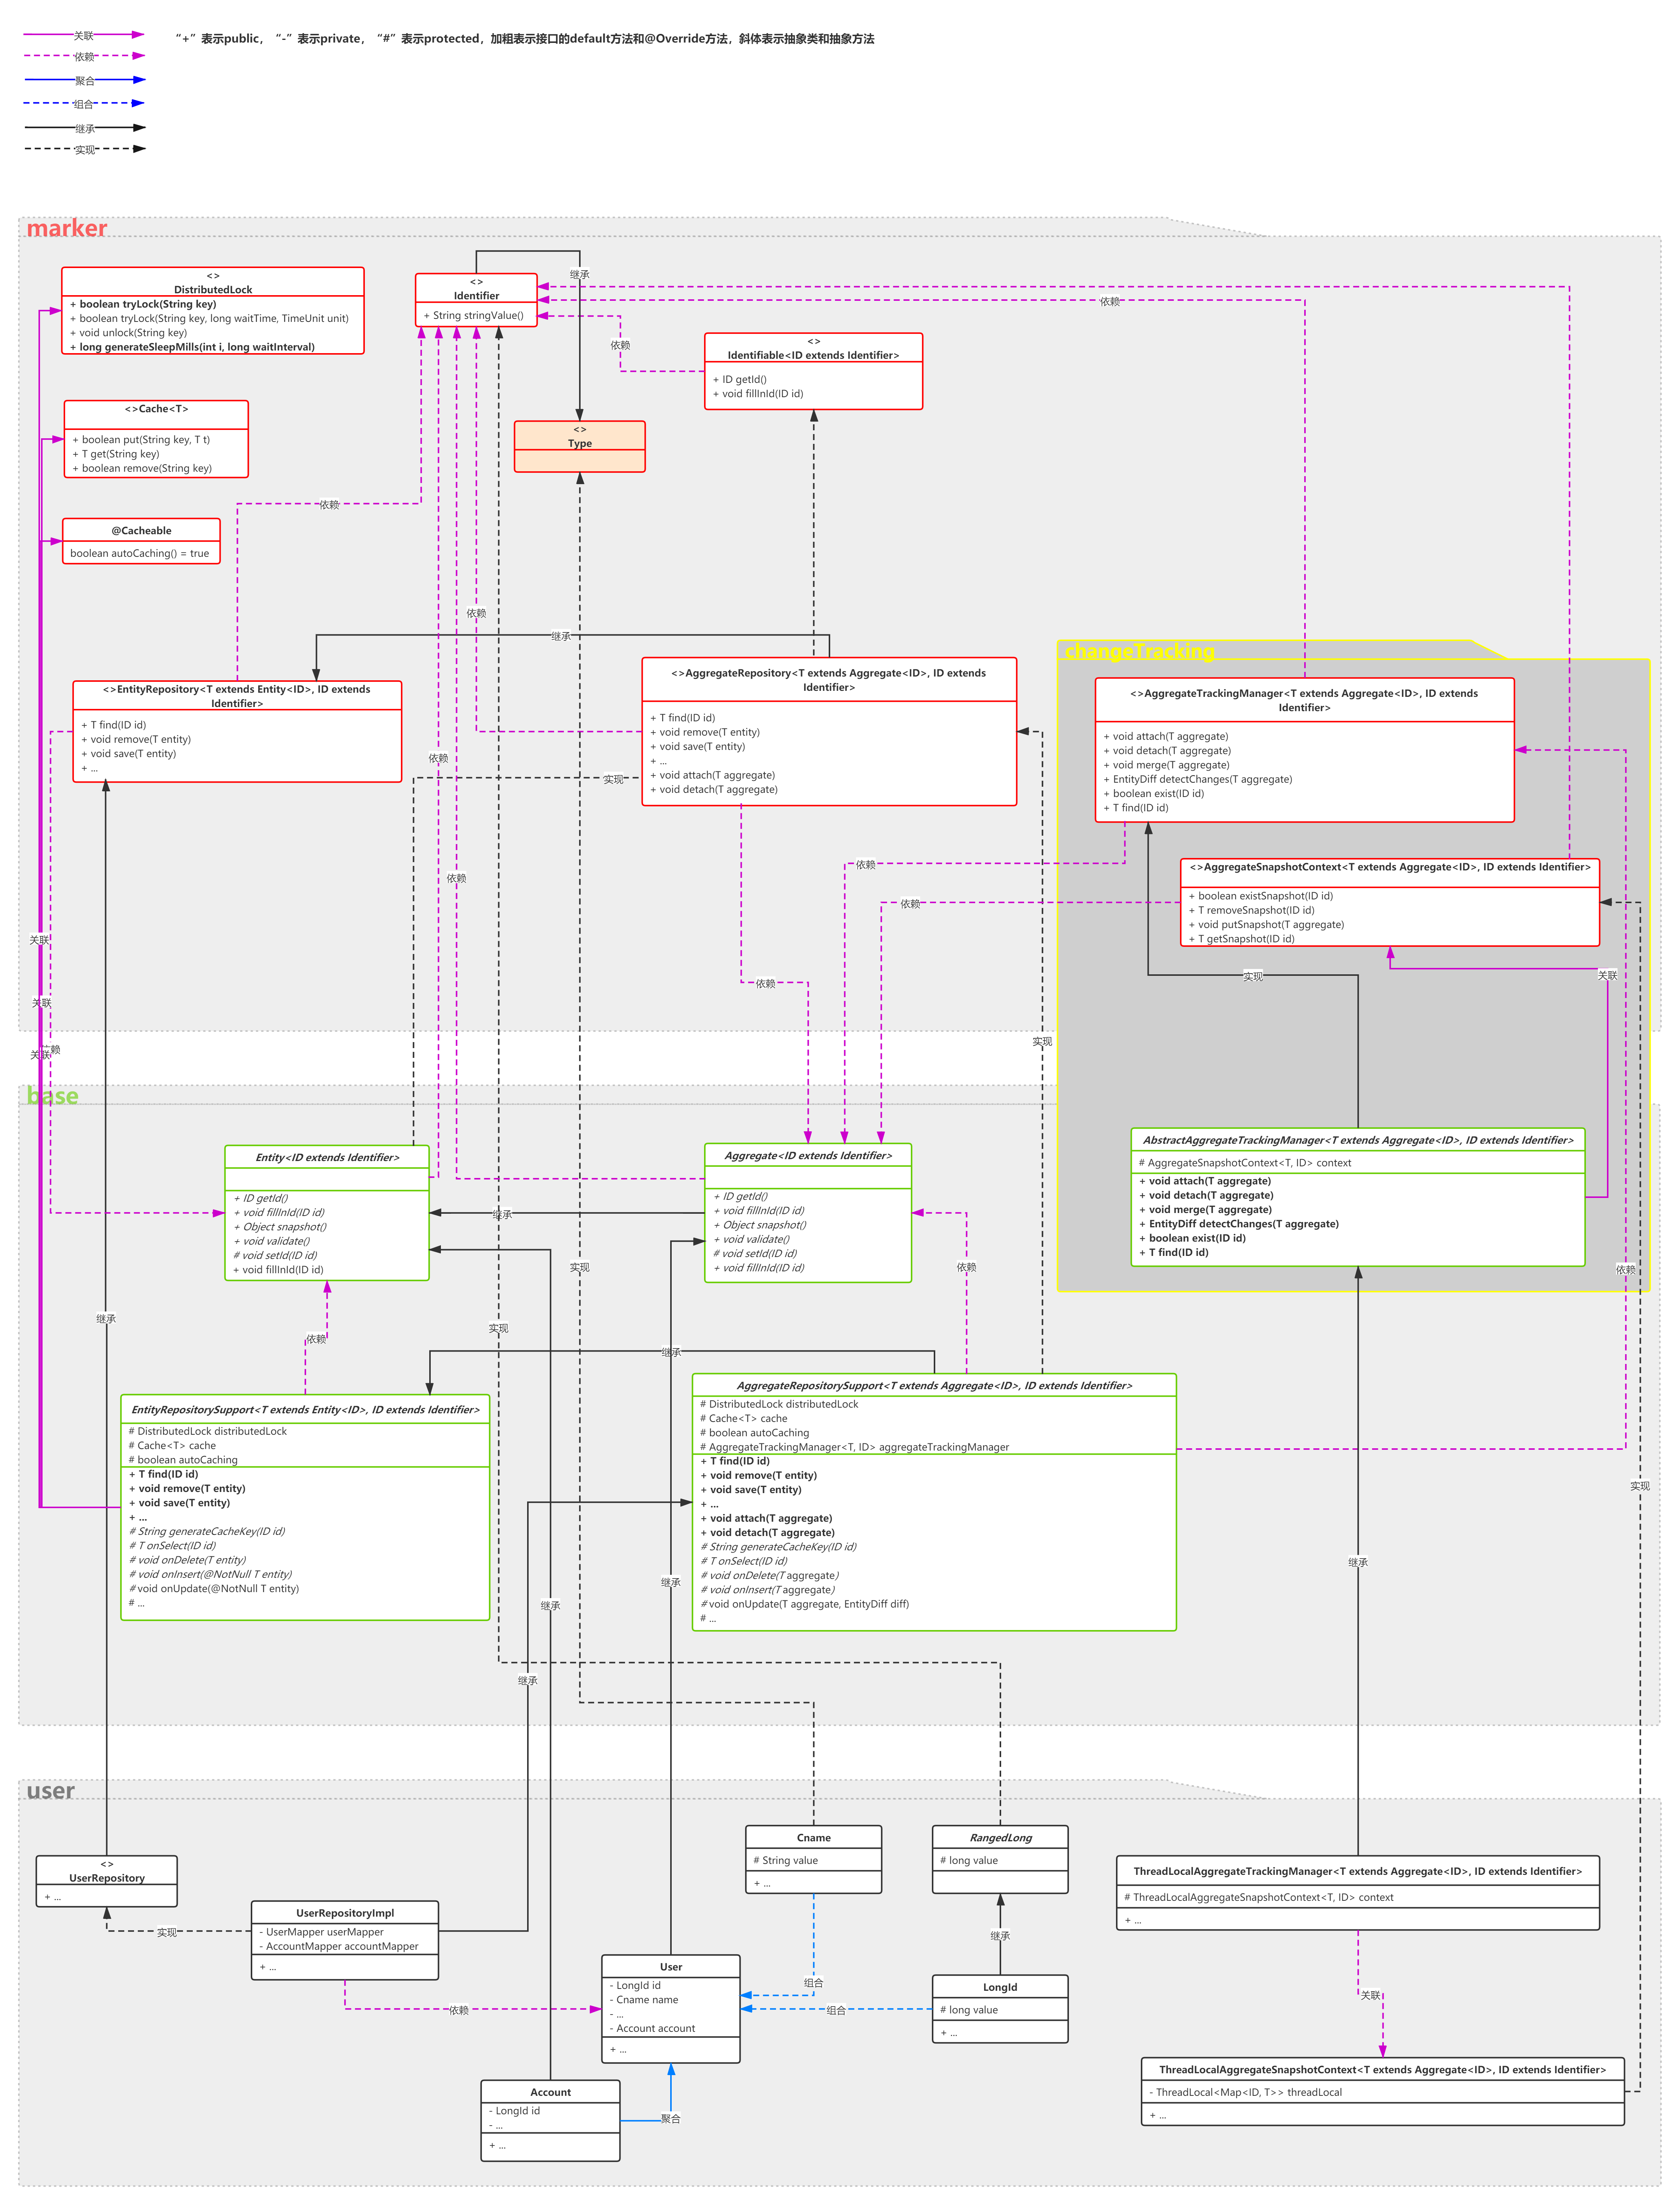 关联
“+”表示public，“-”表示private，“#”表示protected，加粗表示接口的default方法和@Override方法，斜体表示抽象类和抽象方法
依赖
聚合
组合
继承
实现
marker
<>
DistributedLock
+ boolean tryLock(String key)
+ boolean tryLock(String key, long waitTime, TimeUnit unit)
+ void unlock(String key)
+ long generateSleepMills(int i, long waitInterval)
<>
Identifier
+ String stringValue()
继承
依赖
依赖
<>
Identifiable<ID extends Identifier>
+ ID getId()
+ void fillInId(ID id)
<>Cache<T>
+ boolean put(String key, T t)
+ T get(String key)
+ boolean remove(String key)
<>
Type
依赖
@Cacheable
boolean autoCaching() = true
依赖
继承
changeTracking
<>EntityRepository<T extends Entity<ID>, ID extends
Identifier>
+ T find(ID id)
+ void remove(T entity)
+ void save(T entity)
+ ...
<>AggregateRepository<T extends Aggregate<ID>, ID extends
Identifier>
+ T find(ID id)
+ void remove(T entity)
+ void save(T entity)
+ ...
+ void attach(T aggregate)
+ void detach(T aggregate)
<>AggregateTrackingManager<T extends Aggregate<ID>, ID extends
Identifier>
+ void attach(T aggregate)
+ void detach(T aggregate)
+ void merge(T aggregate)
+ EntityDiff detectChanges(T aggregate)
+ boolean exist(ID id)
+ T find(ID id)
依赖
实现
依赖
依赖
<>AggregateSnapshotContext<T extends Aggregate<ID>, ID extends Identifier>
+ boolean existSnapshot(ID id)
+ T removeSnapshot(ID id)
+ void putSnapshot(T aggregate)
+ T getSnapshot(ID id)
依赖
关联
关联
依赖
实现
关联
关联
赖
实现
base
Entity<ID extends Identifier>
+ ID getId()
+ void fillInId(ID id)
+ Object snapshot()
+ void validate()
# void setId(ID id)
+ void fillInId(ID id)
Aggregate<ID extends Identifier>
+ ID getId()
+ void fillInId(ID id)
+ Object snapshot()
+ void validate()
# void setId(ID id)
+ void fillInId(ID id)
AbstractAggregateTrackingManager<T extends Aggregate<ID>, ID extends Identifier>
# AggregateSnapshotContext<T, ID> context
+ void attach(T aggregate)
+ void detach(T aggregate)
+ void merge(T aggregate)
+ EntityDiff detectChanges(T aggregate)
+ boolean exist(ID id)
+ T find(ID id)
继承
实现
依赖
依赖
继承
实现
依赖
继承
EntityRepositorySupport<T extends Entity<ID>, ID extends Identifier>
# DistributedLock distributedLock
# Cache<T> cache
# boolean autoCaching
+ T find(ID id)
+ void remove(T entity)
+ void save(T entity)
+ ...
# String generateCacheKey(ID id)
# T onSelect(ID id)
# void onDelete(T entity)
# void onInsert(@NotNull T entity)
# void onUpdate(@NotNull T entity)
# ...
AggregateRepositorySupport<T extends Aggregate<ID>, ID extends Identifier>
# DistributedLock distributedLock
# Cache<T> cache
# boolean autoCaching
# AggregateTrackingManager<T, ID> aggregateTrackingManager
+ T find(ID id)
+ void remove(T entity)
+ void save(T entity)
+ ...
+ void attach(T aggregate)
+ void detach(T aggregate)
# String generateCacheKey(ID id)
# T onSelect(ID id)
# void onDelete(T aggregate)
# void onInsert(T aggregate)
# void onUpdate(T aggregate, EntityDiff diff)
# ...
实现
继承
继承
继承
继承
user
<>
UserRepository
+ ...
UserRepositoryImpl
- UserMapper userMapper
- AccountMapper accountMapper
+ ...
实现
Cname
# String value
+ ...
RangedLong
# long value
继承
ThreadLocalAggregateTrackingManager<T extends Aggregate<ID>, ID extends Identifier>
# ThreadLocalAggregateSnapshotContext<T, ID> context
+ ...
User
- LongId id
- Cname name
- ...
- Account account
+ ...
依赖
组合
组合
LongId
# long value
+ ...
关联
Account
- LongId id
- ...
+ ...
聚合
ThreadLocalAggregateSnapshotContext<T extends Aggregate<ID>, ID extends Identifier>
- ThreadLocal<Map<ID, T>> threadLocal
+ ...